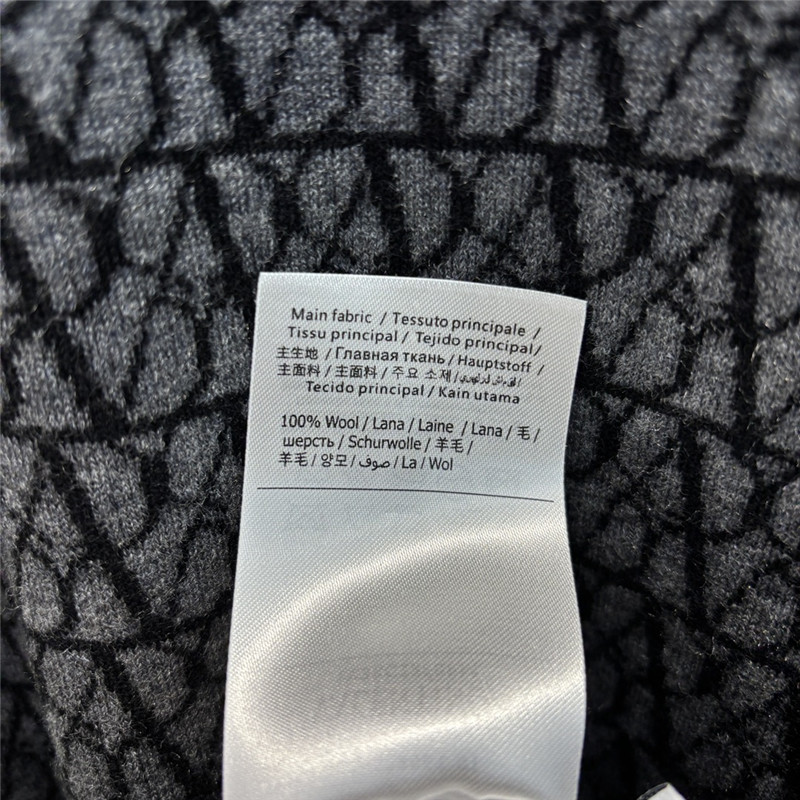 Main fabric / Tessuto principale /
Tissu principal / Tejido principal /
主生地 / Главная ткань / Hauptstoff /
主面料 / 主面料 / 주요 소재 /
Tecido principal / Kain utama
100% Wool / Lana / Laine / Lana / 毛 /
шерсть / Schurwolle / 羊毛 /
羊毛 / 양모 / صوف / La / Wol